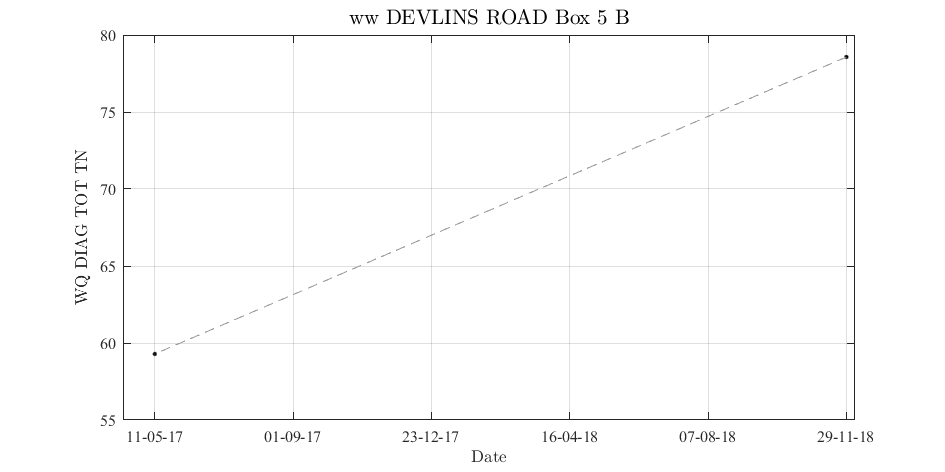 ww DEVLINS ROAD Box 5 B
WQ DIAG TOT TN
80
75
70
65
60
55
11-05-17 01-09-17 23-12-17 16-04-18 07-08-18 29-11-18
Date